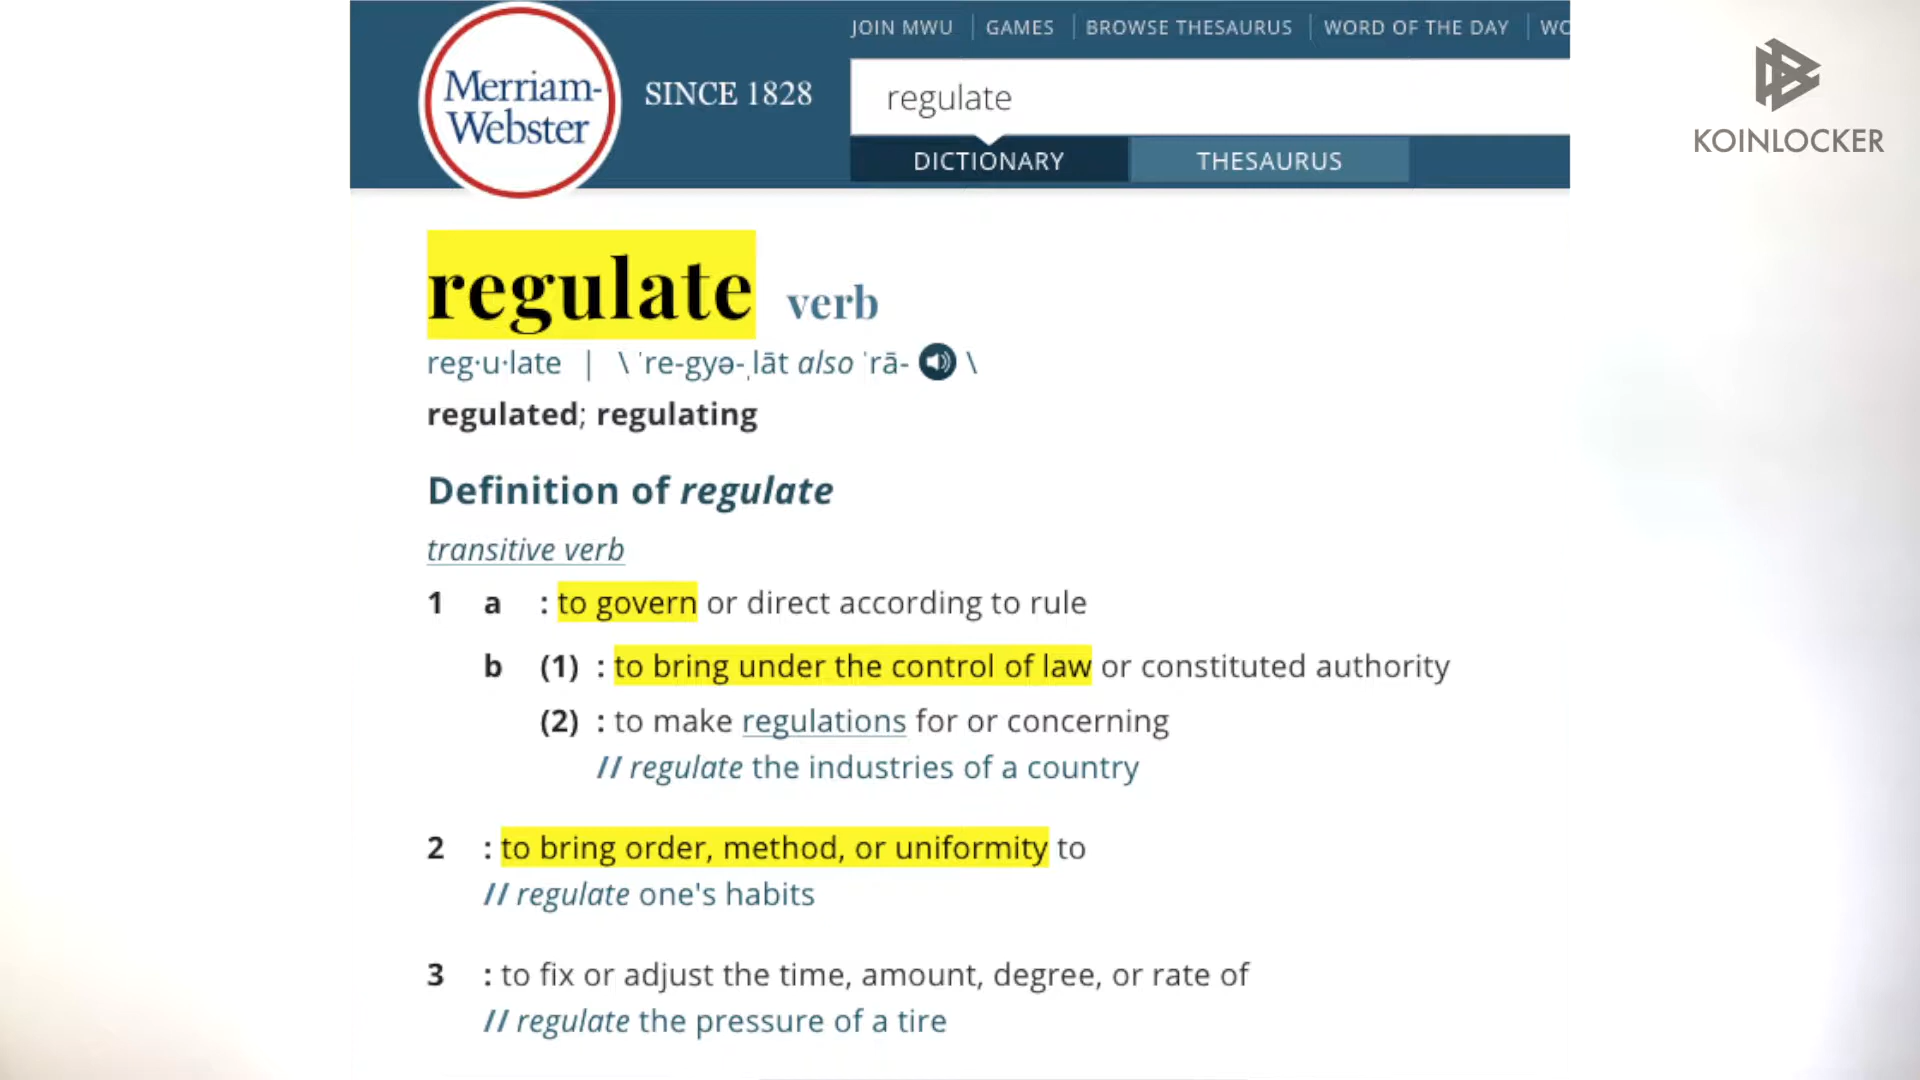 JOIN MWU | GAMES | BROWSE THESAURUS | WORD OF THE DAY | WO
Merriam-
Webster
SINCE 1828
regulate
DICTIONARY THESAURUS
KOINLOCKER
regulate verb
reg·u·late | \ ˈre-gyə-ˌlāt also ˈrā- \
regulated; regulating
Definition of regulate
transitive verb
1 a : to govern or direct according to rule
b (1) : to bring under the control of law or constituted authority
(2) : to make regulations for or concerning
// regulate the industries of a country
2 : to bring order, method, or uniformity to
// regulate one's habits
3 : to fix or adjust the time, amount, degree, or rate of
// regulate the pressure of a tire